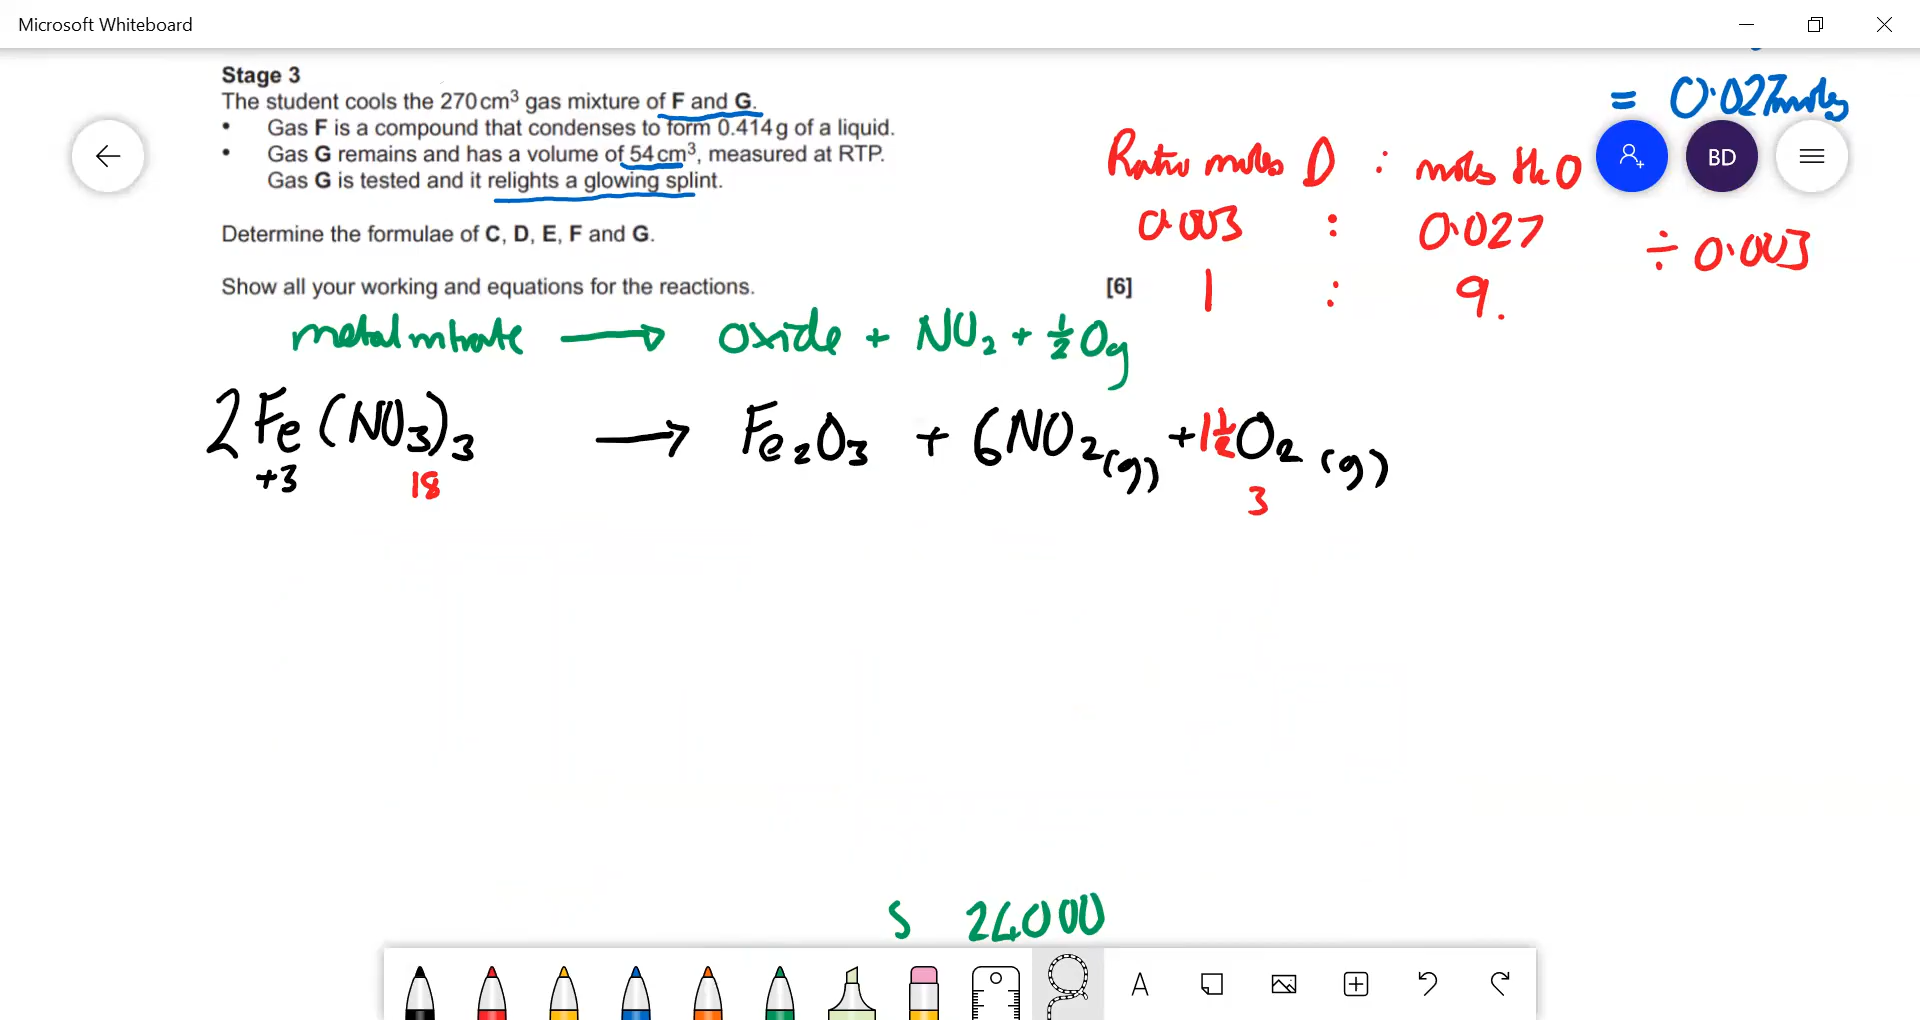 Microsoft Whiteboard
Stage 3
The student cools the 270 cm³ gas mixture of F and G.
• Gas F is a compound that condenses to form 0.414 g of a liquid.
• Gas G remains and has a volume of 54 cm³, measured at RTP.
Gas G is tested and it relights a glowing splint.
Determine the formulae of C, D, E, F and G.
Show all your working and equations for the reactions. [6]
= 0.027moles
BD
Ratio moles D : moles H₂O
0.003 : 0.027 ÷ 0.003
1 : 9.
metal nitrate → oxide + NO₂ + ½ O₂
2Fe(NO₃)₃ → Fe₂O₃ + 6NO₂(g) + 1½O₂(g)
+3 18 3
24000
A